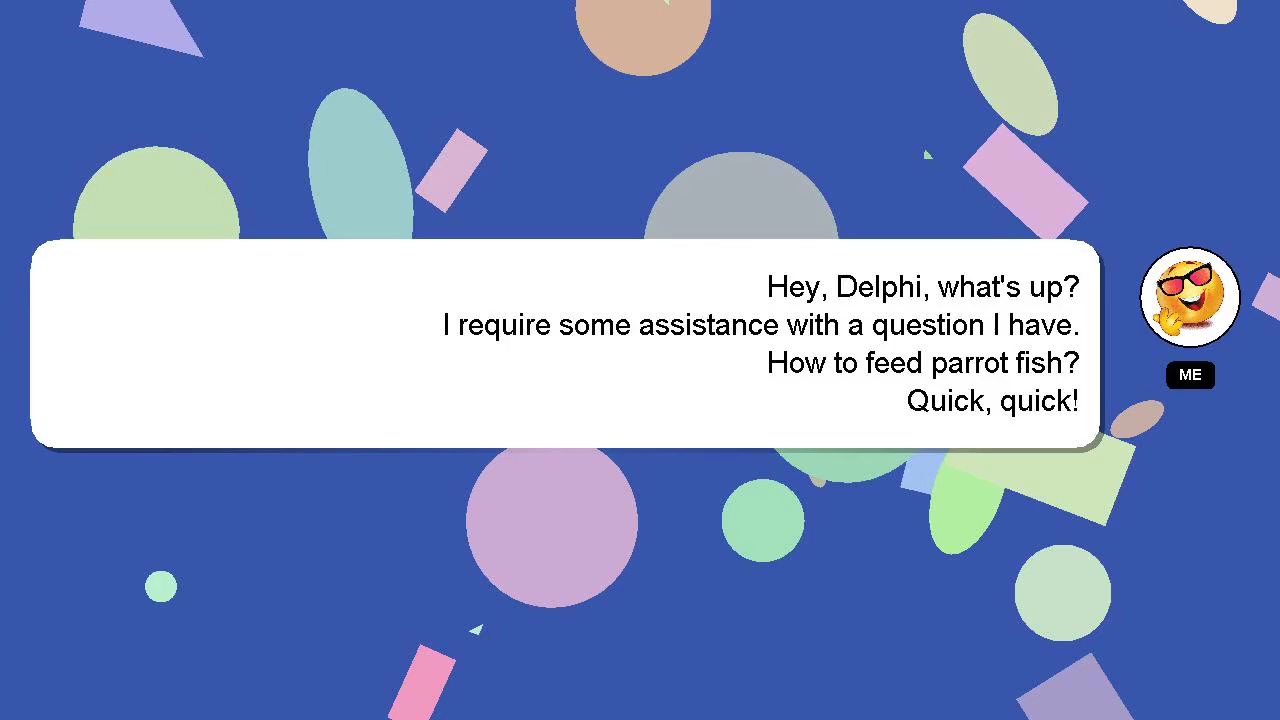 Hey, Delphi, what's up?
I require some assistance with a question I have.
How to feed parrot fish?
Quick, quick!
ME